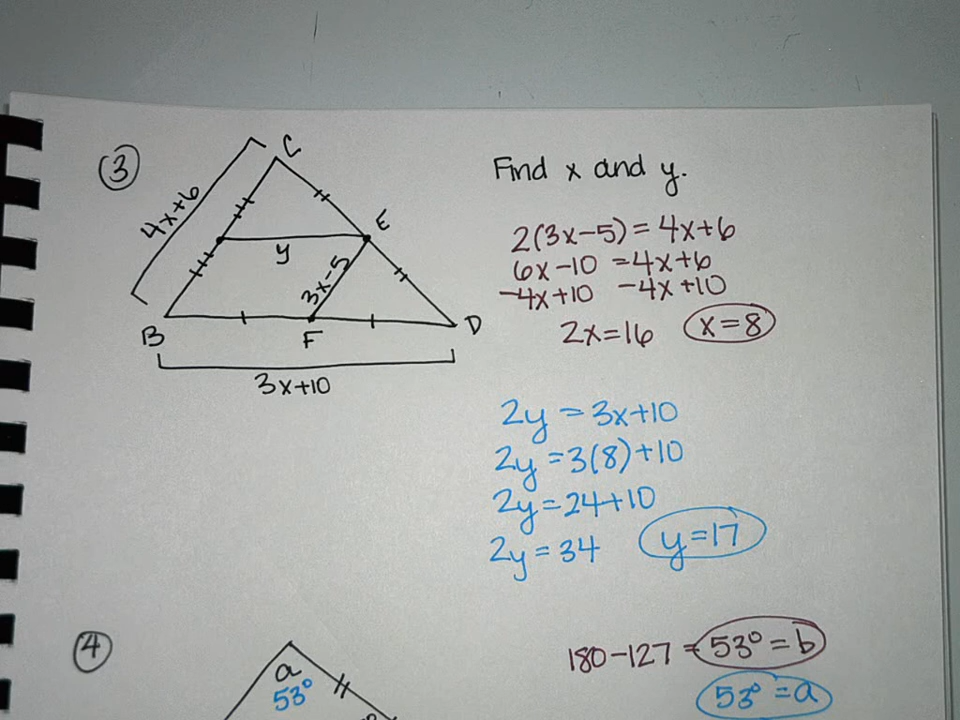 3
C
Find x and y.
4x+6
E
y
3x-5
B
F
D
3x+10
2(3x-5)=4x+6
6x-10 =4x+6
-4x+10 -4x+10
2x=16 x=8
2y = 3x+10
2y =3(8)+10
2y =24+10
2y =34 y=17
4
a
53°
180-127 = 53° = b
53° = a